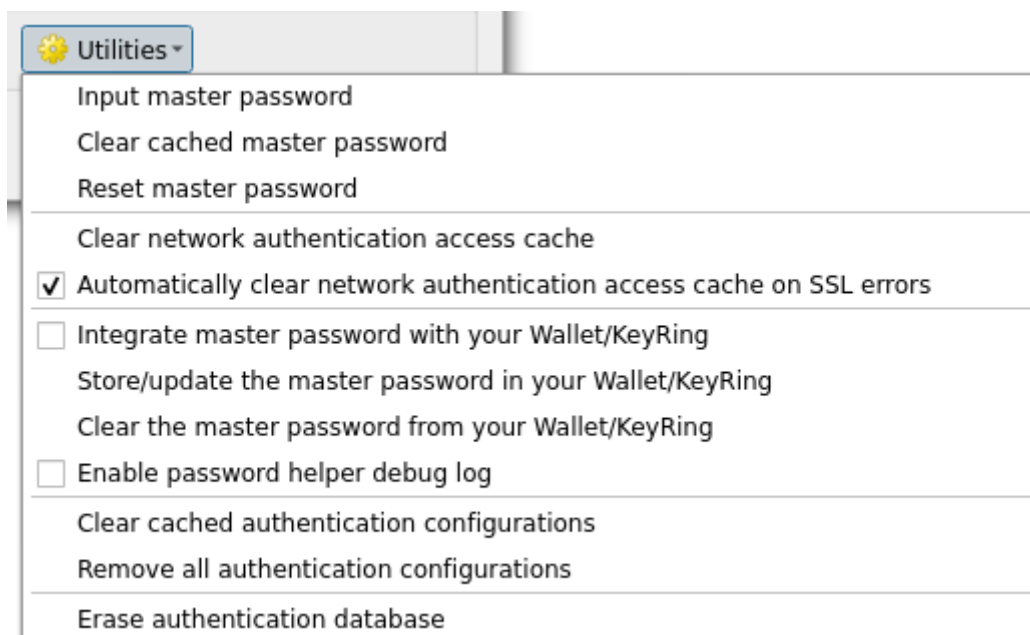 Utilities
Input master password
Clear cached master password
Reset master password
Clear network authentication access cache
Automatically clear network authentication access cache on SSL errors
Integrate master password with your Wallet/KeyRing
Store/update the master password in your Wallet/KeyRing
Clear the master password from your Wallet/KeyRing
Enable password helper debug log
Clear cached authentication configurations
Remove all authentication configurations
Erase authentication database